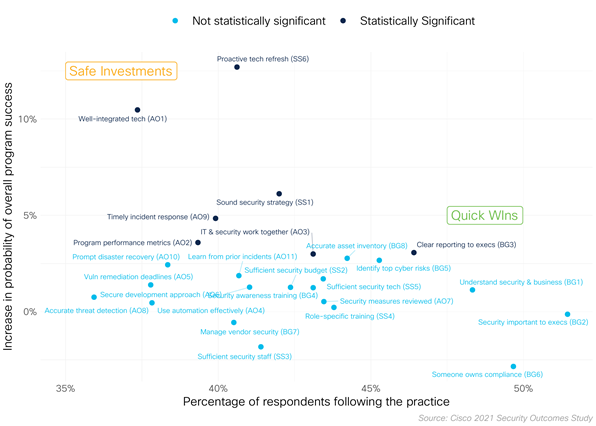 Not statistically significant
Statistically Significant
Increase in probability of overall program success
Safe Investments
Proactive tech refresh (SS6)
10%
Well-integrated tech (AO1)
Sound security strategy (SS1)
5%
Timely incident response (AO9)
Quick WIns
IT & security work together (AO3)
Program performance metrics (AO2)
Accurate asset inventory (BG8)
Clear reporting to execs (BG3)
Prompt disaster recovery (AO10)
Learn from prior incidents (AO11)
Identify top cyber risks (BG5)
Vuln remediation deadlines (AO5)
Sufficient security budget (SS2)
Understand security & business (BG1)
Sufficient security tech (SS5)
Secure development approach (AO6)
Security awareness training (BG4)
Security measures reviewed (AO7)
0%
Accurate threat detection (AO8)
Use automation effectively (AO4)
Role-specific training (SS4)
Security important to execs (BG2)
Manage vendor security (BG7)
Sufficient security staff (SS3)
Someone owns compliance (BG6)
35%
40%
45%
50%
Percentage of respondents following the practice
Source: Cisco 2021 Security Outcomes Study